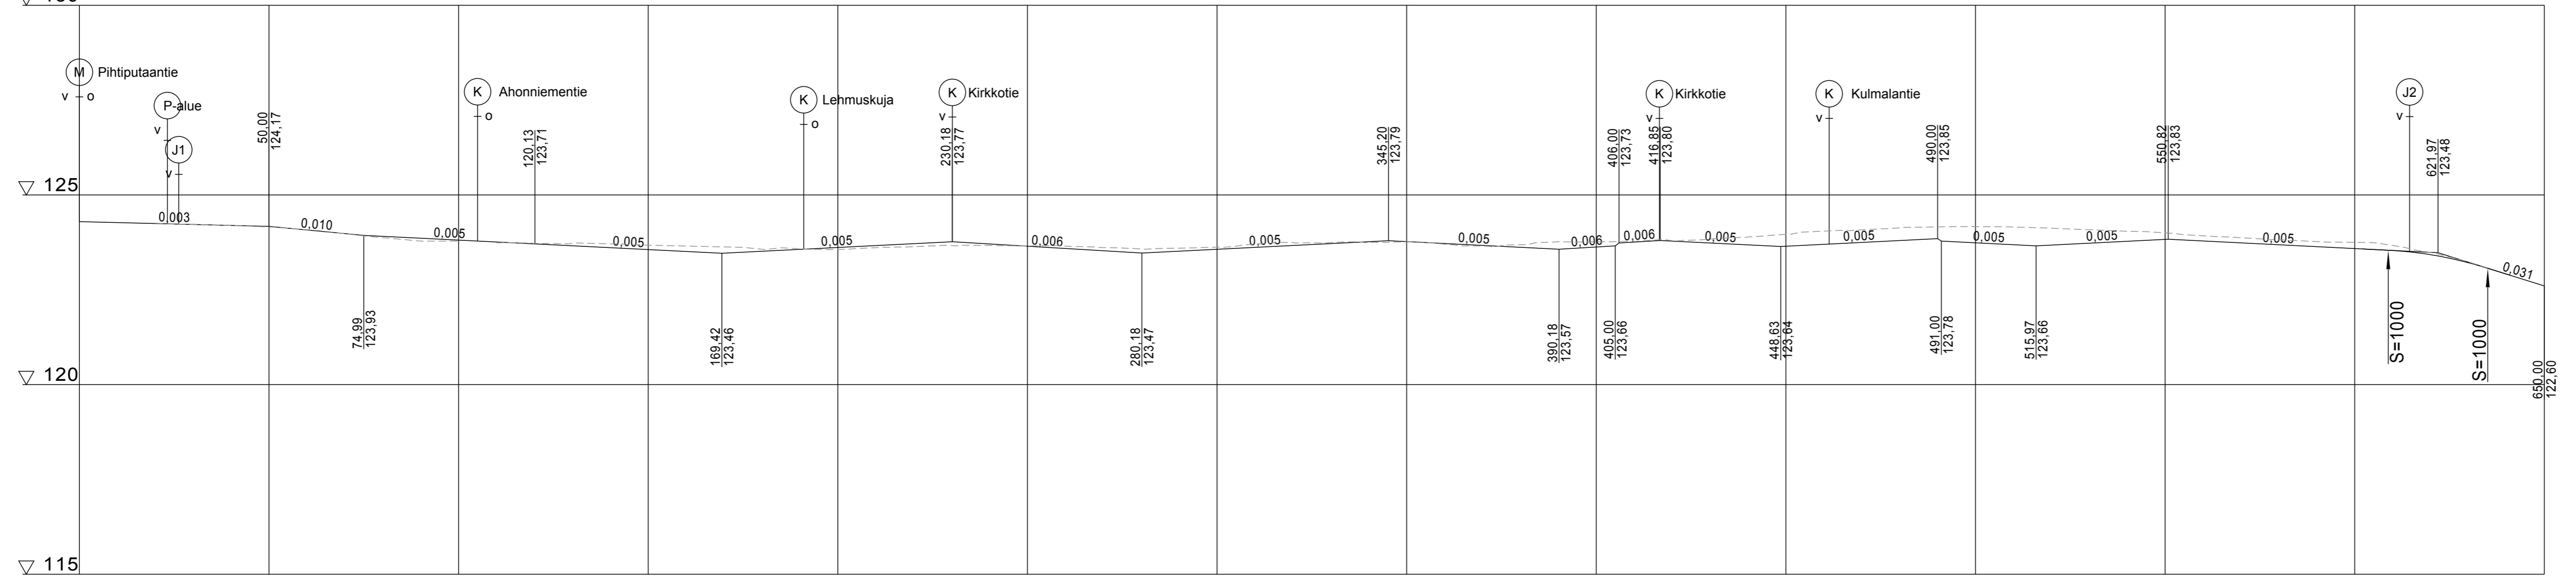 M Pihtiputaantie
v o
P-alue
v
J1
v
50,00
124,17
K Ahonniementie
o
120,13
123,71
K Lehmuskuja
o
K Kirkkotie
v
230,18
123,77
345,20
123,79
406,00
123,73
K Kirkkotie
v
416,85
123,80
K Kulmalantie
v
490,00
123,85
550,82
123,83
J2
v
621,97
123,48
125
0,003
0,010
0,005
0,005
0,005
0,006
0,005
0,005
0,006
0,006
0,005
0,005
0,005
0,005
0,005
0,031
74,99
123,93
169,42
123,46
280,18
123,47
390,18
123,57
405,00
123,66
448,63
123,64
491,00
123,78
515,97
123,66
S=1000
S=1000
650,00
122,60
120
115